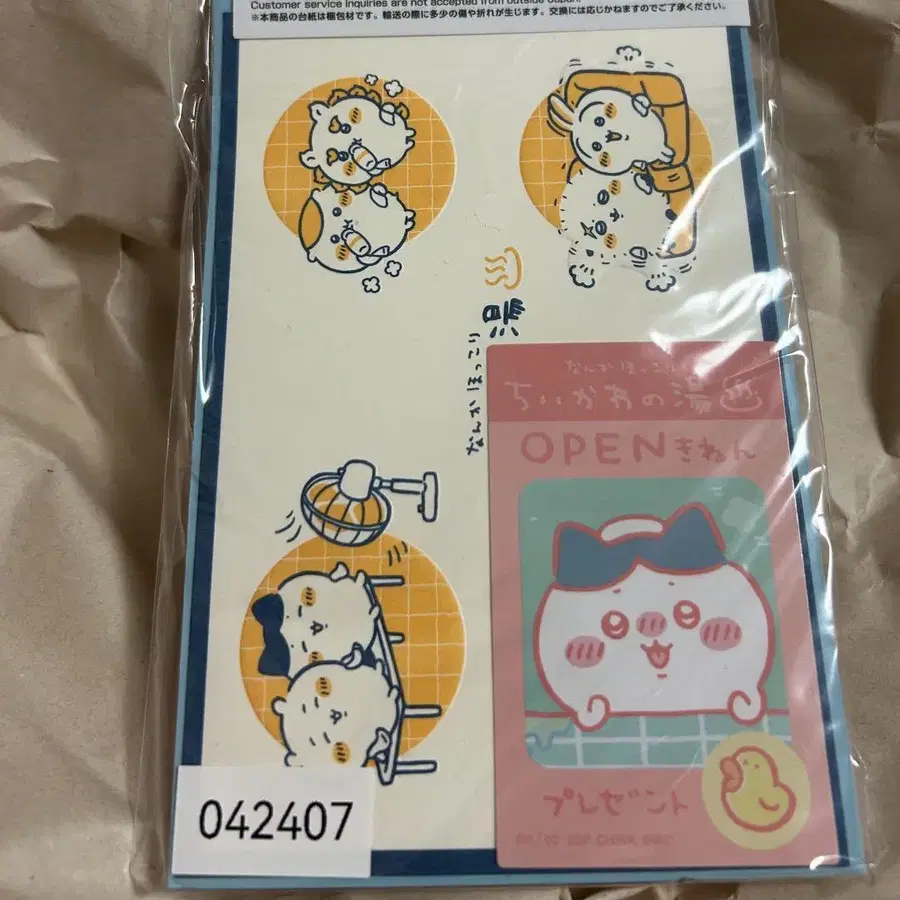 Customer service inquiries are not accepted from outside Japan.
※本商品の台紙は梱包材です。輸送の際に多少の傷や折れが生じます。交換には応じかねますのでご了承ください。
なんかほっこり
なんかほっこり
ちいかわの湯
OPENきねん
プレゼント
042407